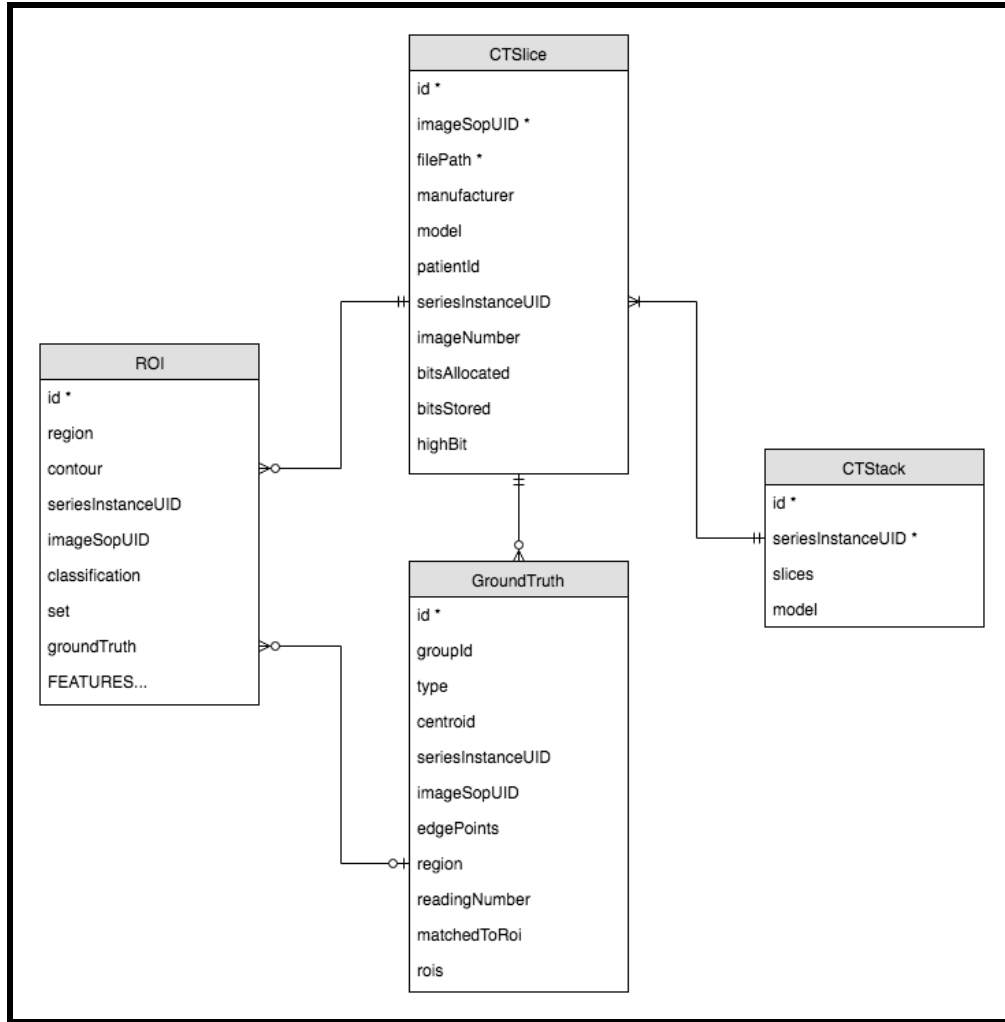 CTSlice
id *
imageSopUID *
filePath *
manufacturer
model
patientId
seriesInstanceUID
imageNumber
bitsAllocated
bitsStored
highBit
ROI
id *
region
contour
seriesInstanceUID
imageSopUID
classification
set
groundTruth
FEATURES...
CTStack
id *
seriesInstanceUID *
slices
model
GroundTruth
id *
groupId
type
centroid
seriesInstanceUID
imageSopUID
edgePoints
region
readingNumber
matchedToRoi
rois